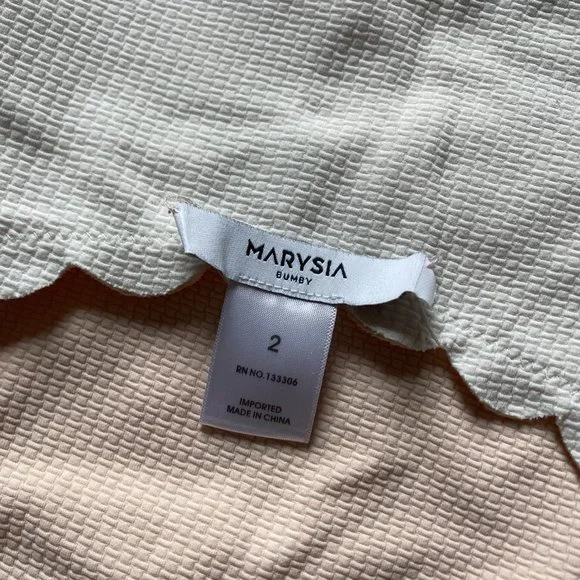 MARYSIA
BUMBY
2
RN NO.133306
IMPORTED
MADE IN CHINA